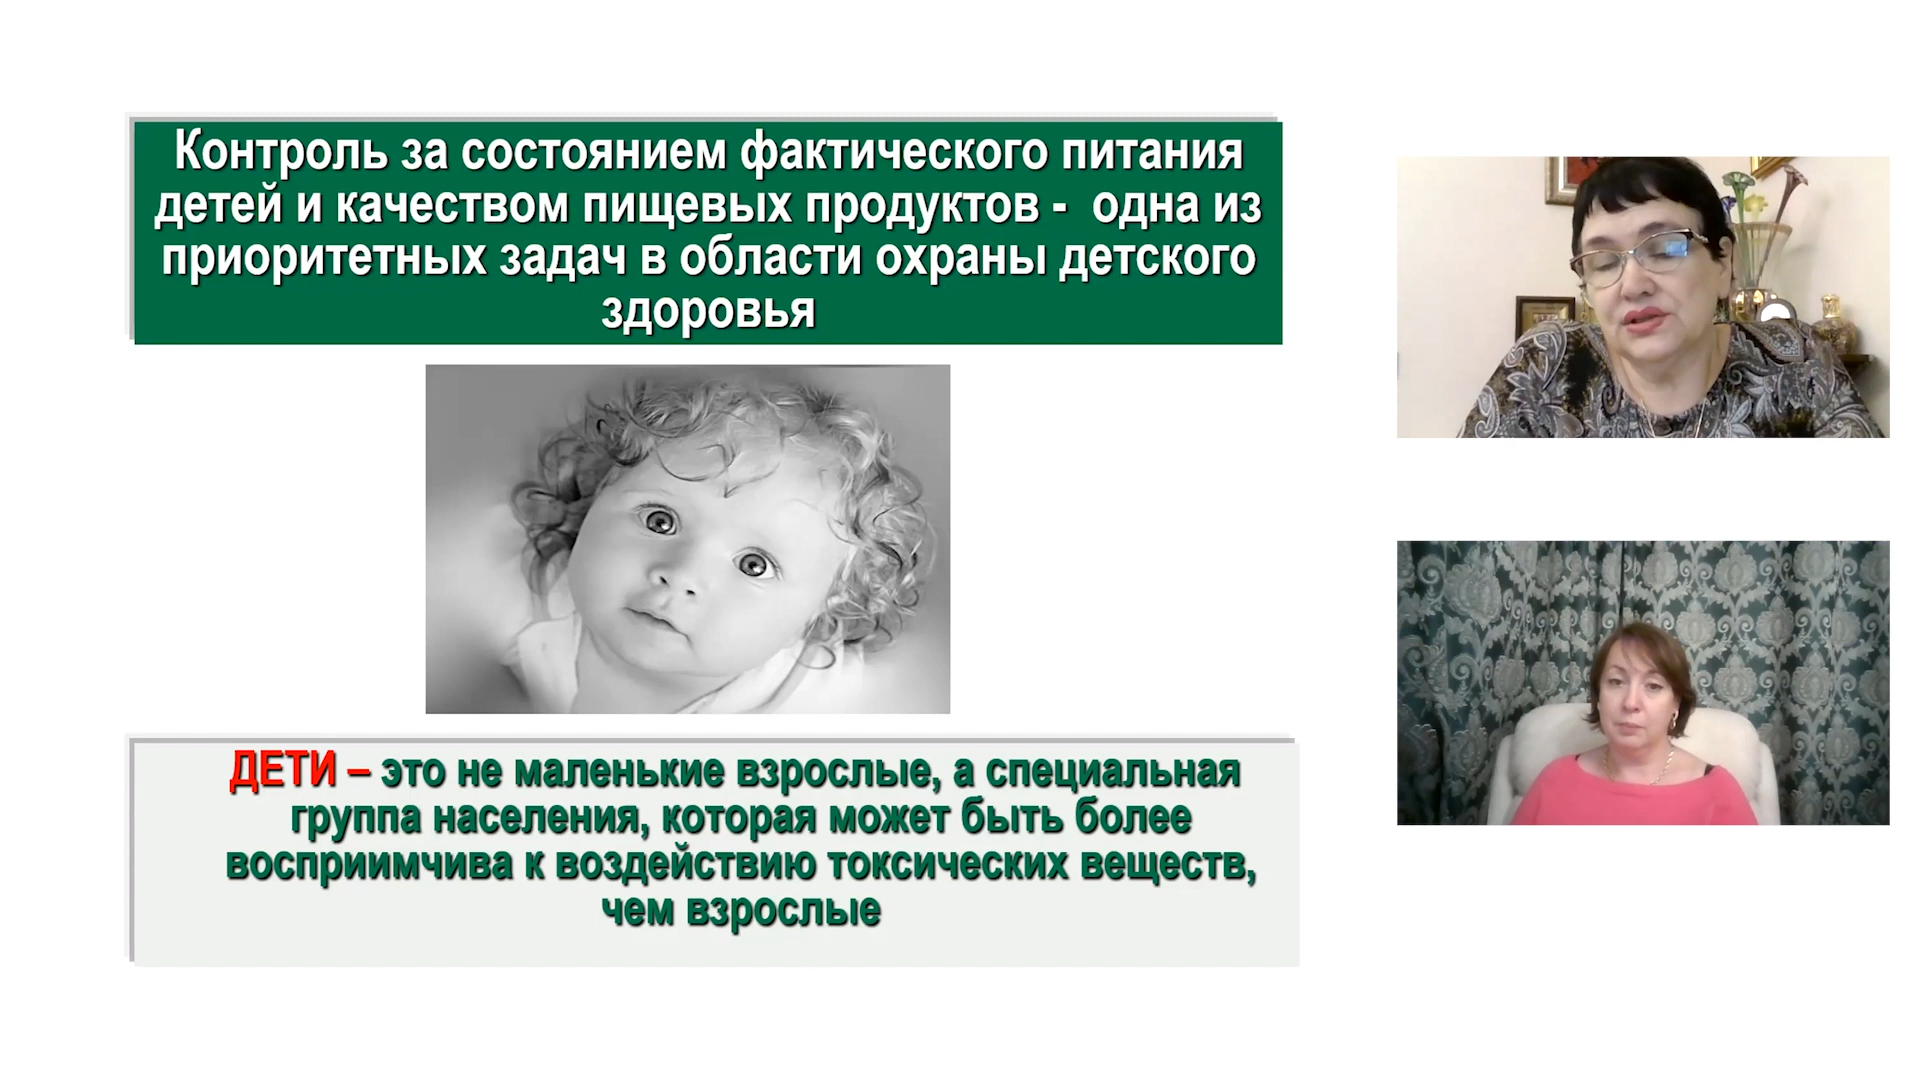 Контроль за состоянием фактического питания
детей и качеством пищевых продуктов - одна из
приоритетных задач в области охраны детского
здоровья
ДЕТИ – это не маленькие взрослые, а специальная
группа населения, которая может быть более
восприимчива к воздействию токсических веществ,
чем взрослые